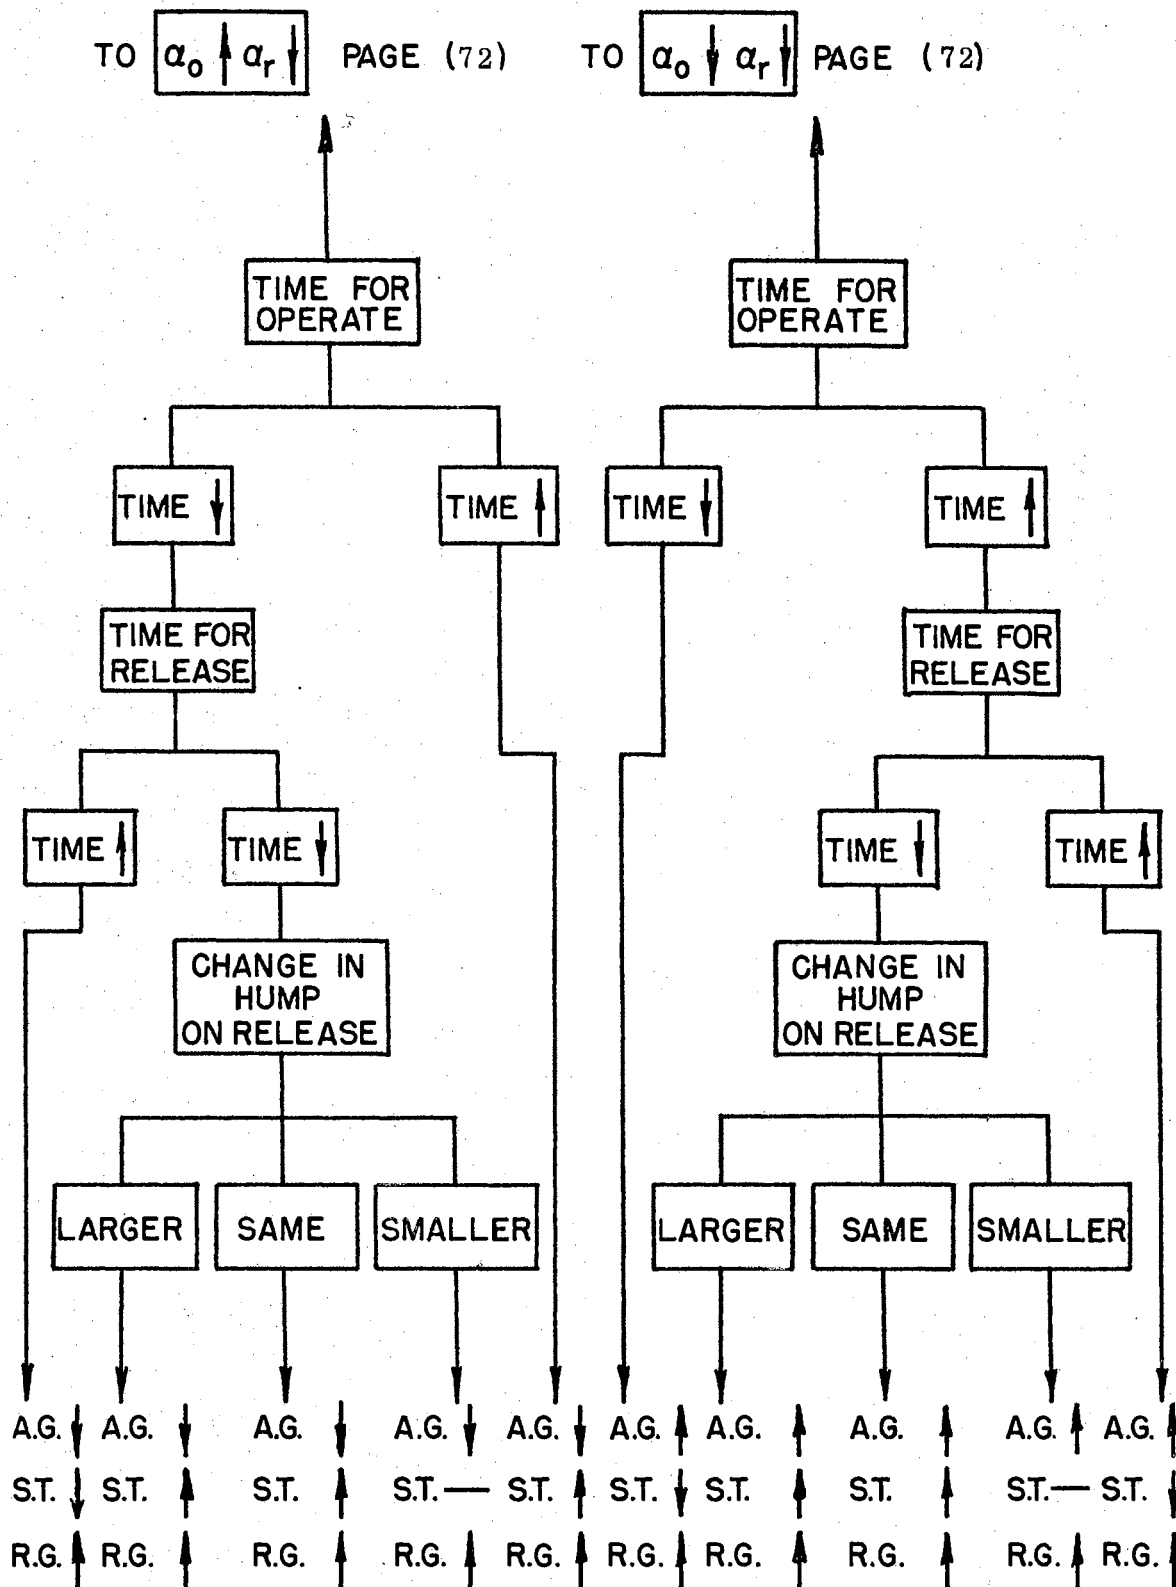 TO αo ↑ αr ↓ PAGE (72) TO αo ↓ αr ↓ PAGE (72)
TIME FOR
OPERATE
TIME FOR
OPERATE
TIME ↓ TIME ↑ TIME ↓ TIME ↑
TIME FOR
RELEASE
TIME FOR
RELEASE
TIME ↑ TIME ↓ TIME ↓ TIME ↑
CHANGE IN
HUMP
ON RELEASE
CHANGE IN
HUMP
ON RELEASE
LARGER SAME SMALLER LARGER SAME SMALLER
A.G. ↓ A.G. ↓ A.G. ↓ A.G. ↓ A.G. ↓ A.G. ↑ A.G. ↑ A.G. ↑ A.G. ↑ A.G. ↑
S.T. ↓ S.T. ↑ S.T. ↑ S.T. — S.T. ↑ S.T. ↓ S.T. ↑ S.T. ↑ S.T. — S.T. ↓
R.G. ↑ R.G. ↑ R.G. ↑ R.G. ↑ R.G. ↑ R.G. ↑ R.G. ↑ R.G. ↑ R.G. ↑ R.G. ↑